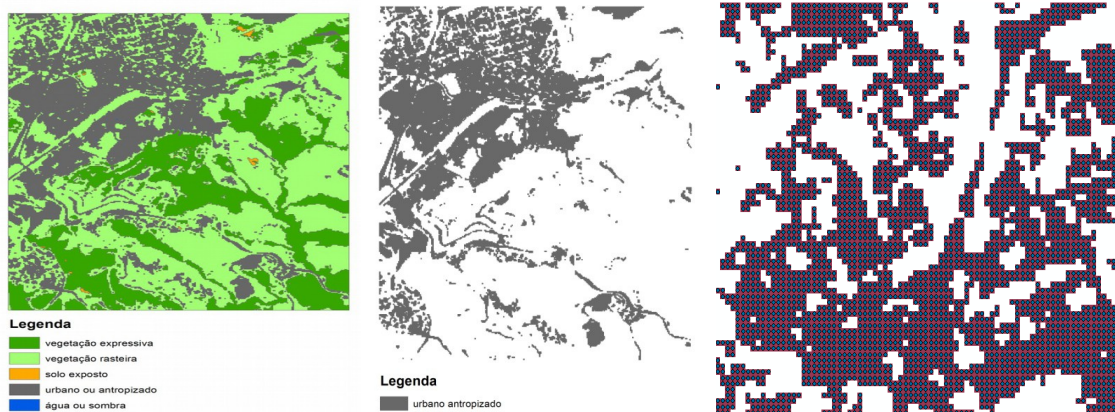 Legenda
vegetação expressiva
vegetação rasteira
solo exposto
urbano ou antropizado
água ou sombra
Legenda
urbano antropizado